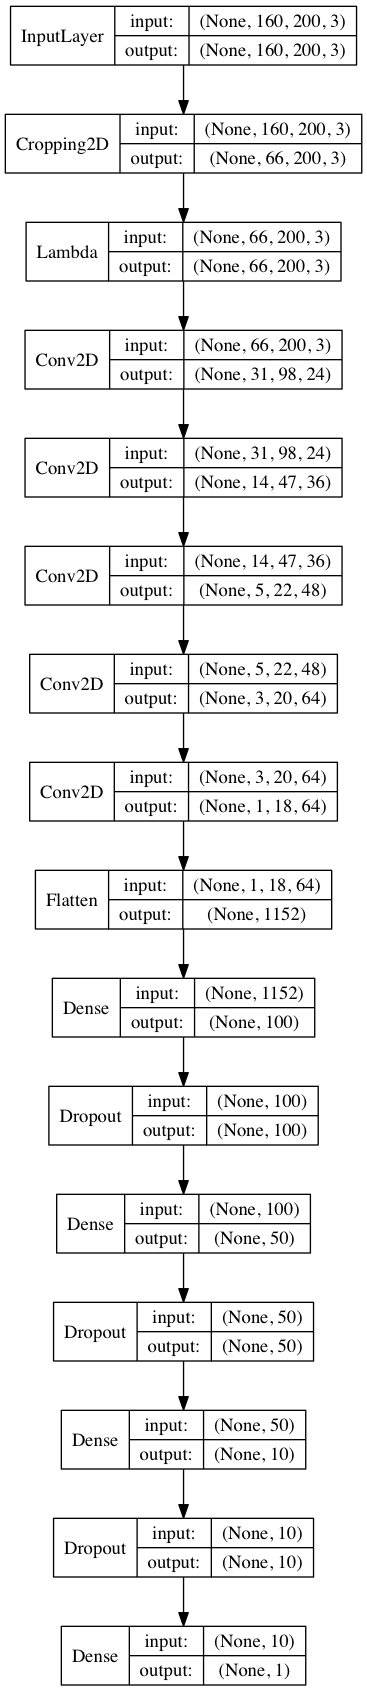 InputLayer input: (None, 160, 200, 3)
output: (None, 160, 200, 3)
Cropping2D input: (None, 160, 200, 3)
output: (None, 66, 200, 3)
Lambda input: (None, 66, 200, 3)
output: (None, 66, 200, 3)
Conv2D input: (None, 66, 200, 3)
output: (None, 31, 98, 24)
Conv2D input: (None, 31, 98, 24)
output: (None, 14, 47, 36)
Conv2D input: (None, 14, 47, 36)
output: (None, 5, 22, 48)
Conv2D input: (None, 5, 22, 48)
output: (None, 3, 20, 64)
Conv2D input: (None, 3, 20, 64)
output: (None, 1, 18, 64)
Flatten input: (None, 1, 18, 64)
output: (None, 1152)
Dense input: (None, 1152)
output: (None, 100)
Dropout input: (None, 100)
output: (None, 100)
Dense input: (None, 100)
output: (None, 50)
Dropout input: (None, 50)
output: (None, 50)
Dense input: (None, 50)
output: (None, 10)
Dropout input: (None, 10)
output: (None, 10)
Dense input: (None, 10)
output: (None, 1)